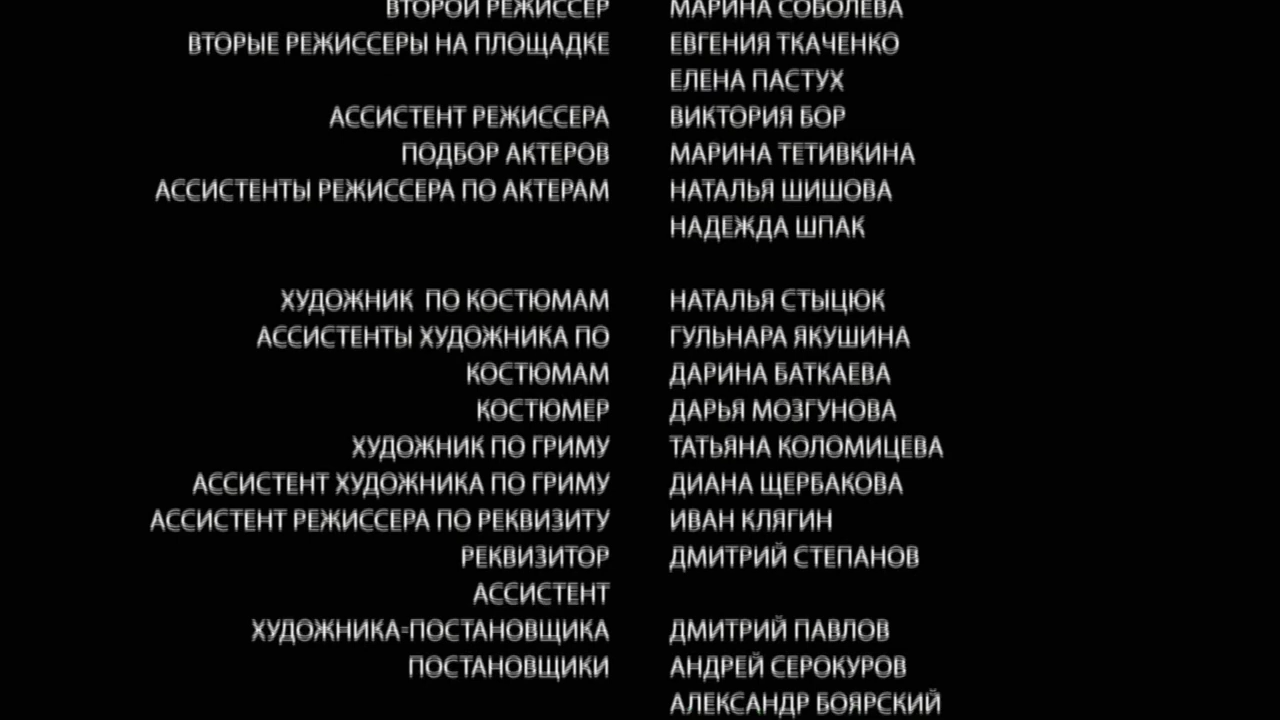 ВТОРОЙ РЕЖИССЕР МАРИНА СОБОЛЕВА
ВТОРЫЕ РЕЖИССЕРЫ НА ПЛОЩАДКЕ ЕВГЕНИЯ ТКАЧЕНКО
ЕЛЕНА ПАСТУХ
АССИСТЕНТ РЕЖИССЕРА ВИКТОРИЯ БОР
ПОДБОР АКТЕРОВ МАРИНА ТЕТИВКИНА
АССИСТЕНТЫ РЕЖИССЕРА ПО АКТЕРАМ НАТАЛЬЯ ШИШОВА
НАДЕЖДА ШПАК
ХУДОЖНИК ПО КОСТЮМАМ НАТАЛЬЯ СТЫЦЮК
АССИСТЕНТЫ ХУДОЖНИКА ПО ГУЛЬНАРА ЯКУШИНА
КОСТЮМАМ ДАРИНА БАТКАЕВА
КОСТЮМЕР ДАРЬЯ МОЗГУНОВА
ХУДОЖНИК ПО ГРИМУ ТАТЬЯНА КОЛОМИЦЕВА
АССИСТЕНТ ХУДОЖНИКА ПО ГРИМУ ДИАНА ЩЕРБАКОВА
АССИСТЕНТ РЕЖИССЕРА ПО РЕКВИЗИТУ ИВАН КЛЯГИН
РЕКВИЗИТОР ДМИТРИЙ СТЕПАНОВ
АССИСТЕНТ
ХУДОЖНИКА-ПОСТАНОВЩИКА ДМИТРИЙ ПАВЛОВ
ПОСТАНОВЩИКИ АНДРЕЙ СЕРОКУРОВ
АЛЕКСАНДР БОЯРСКИЙ